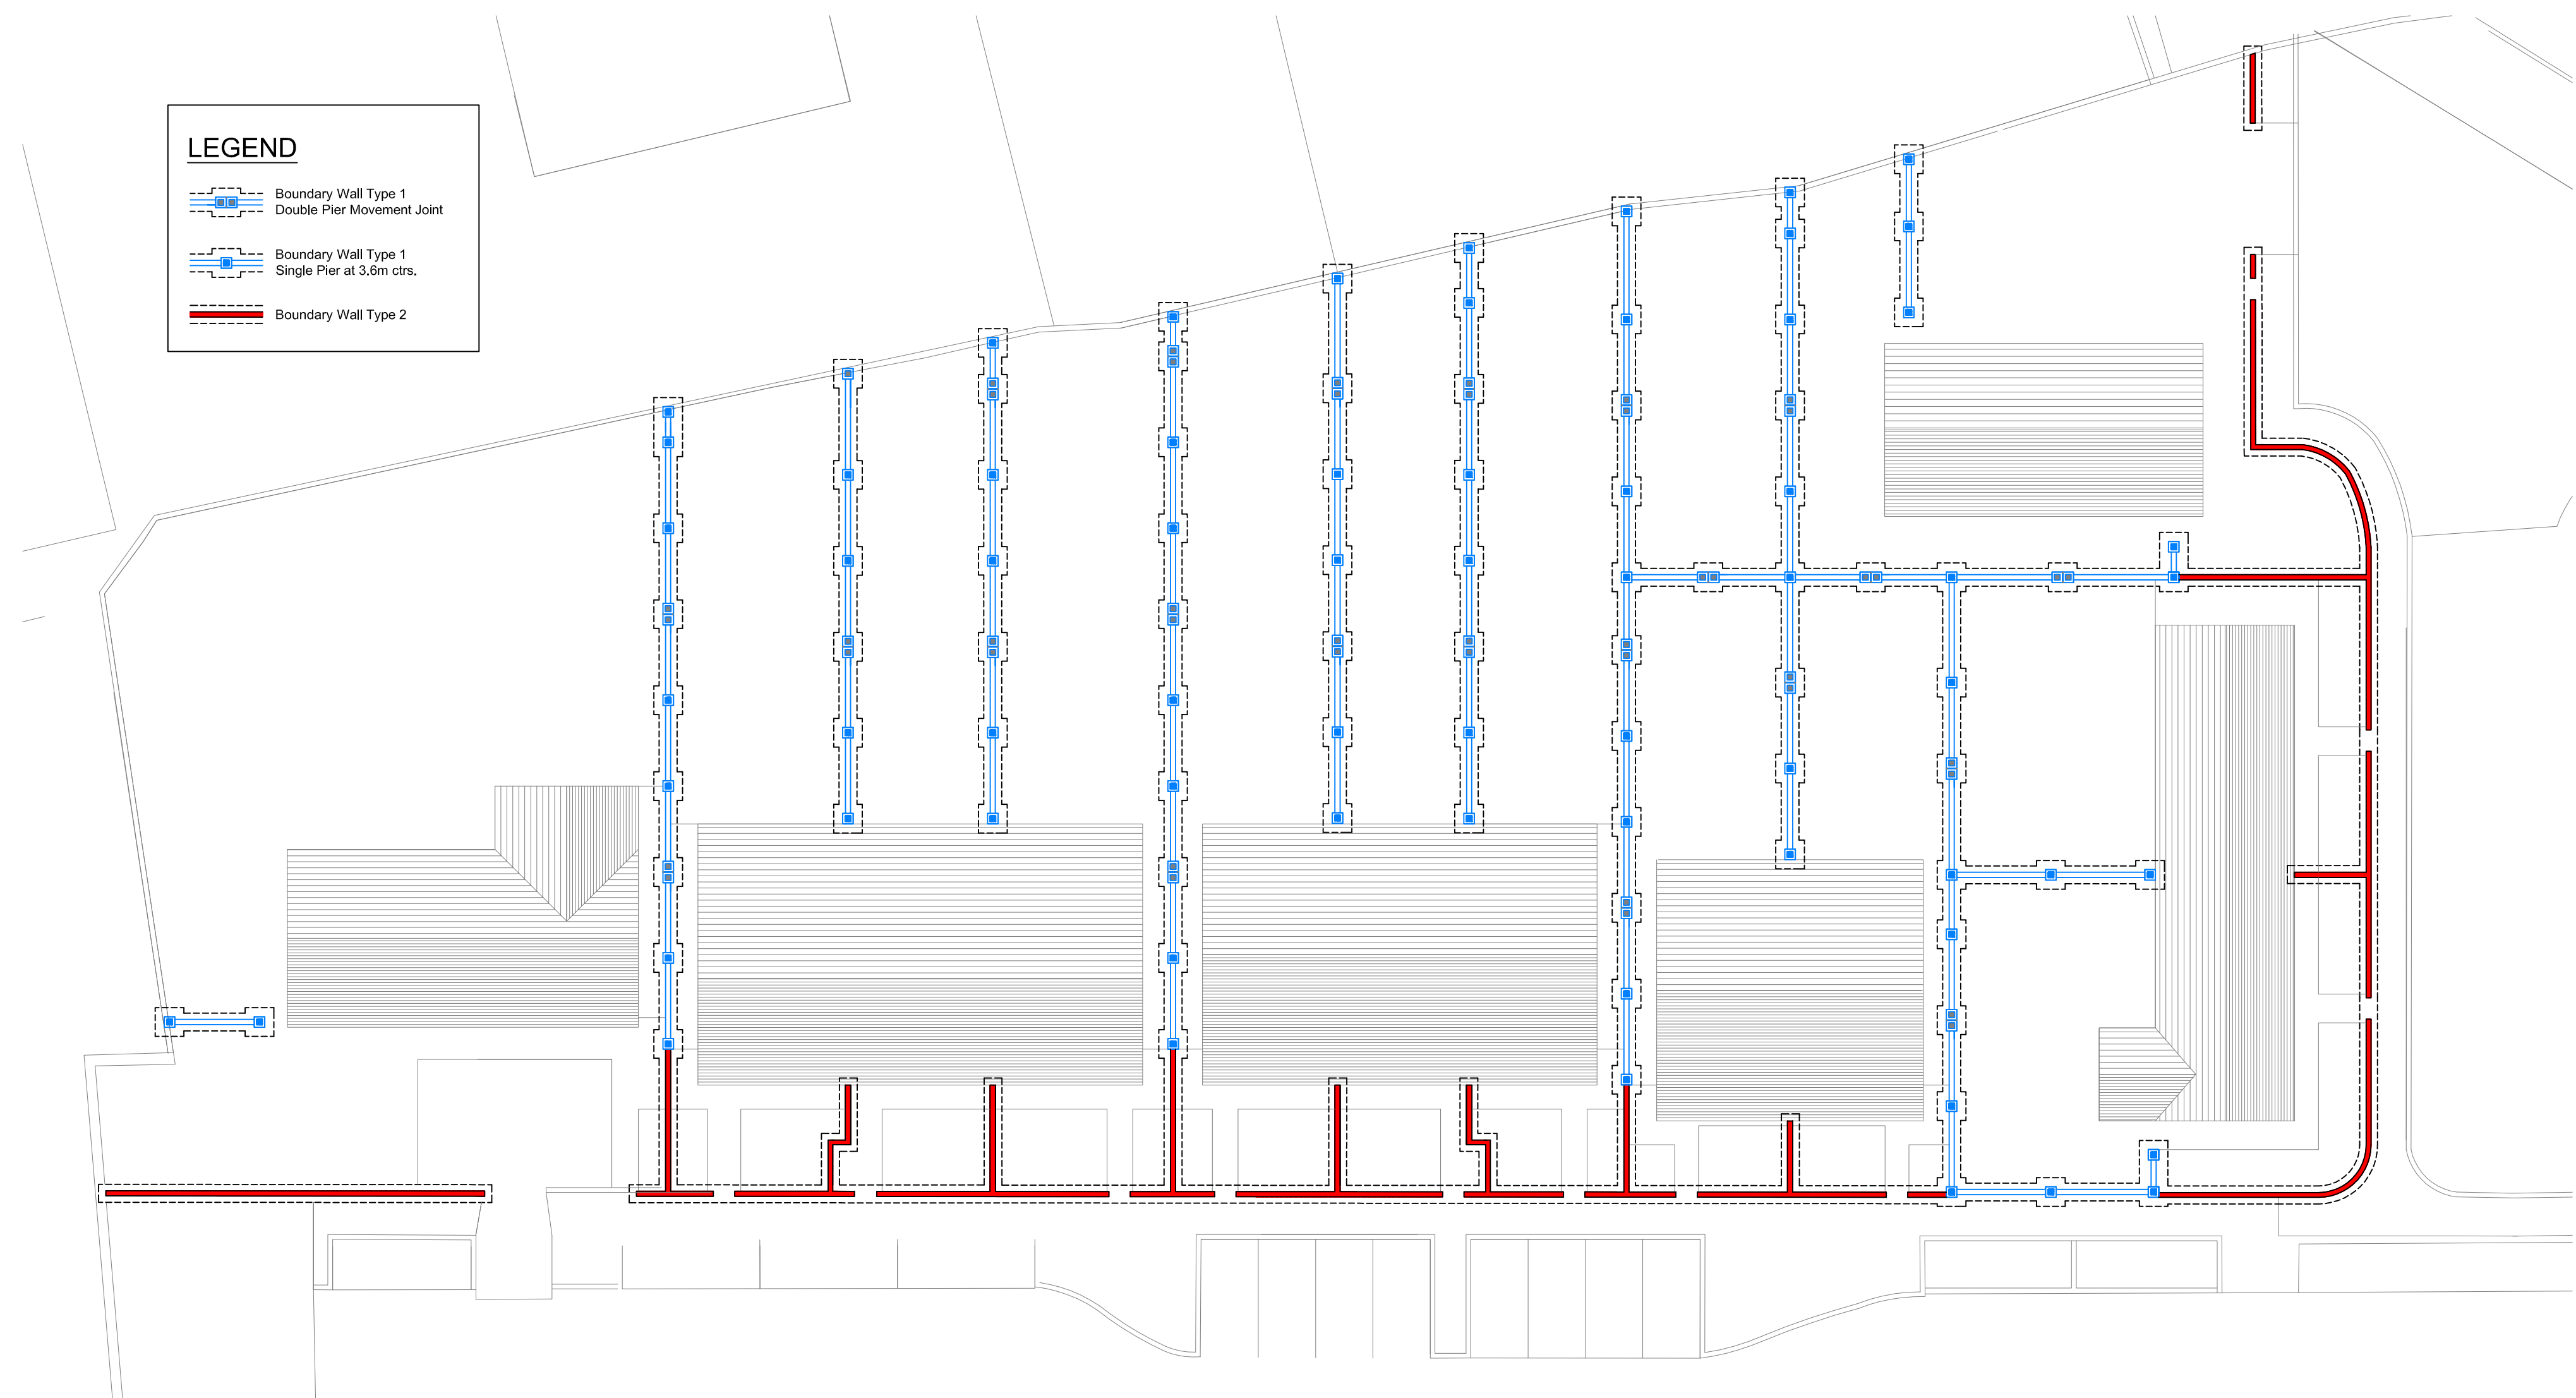 LEGEND
Boundary Wall Type 1
Double Pier Movement Joint
Boundary Wall Type 1
Single Pier at 3.6m ctrs.
Boundary Wall Type 2